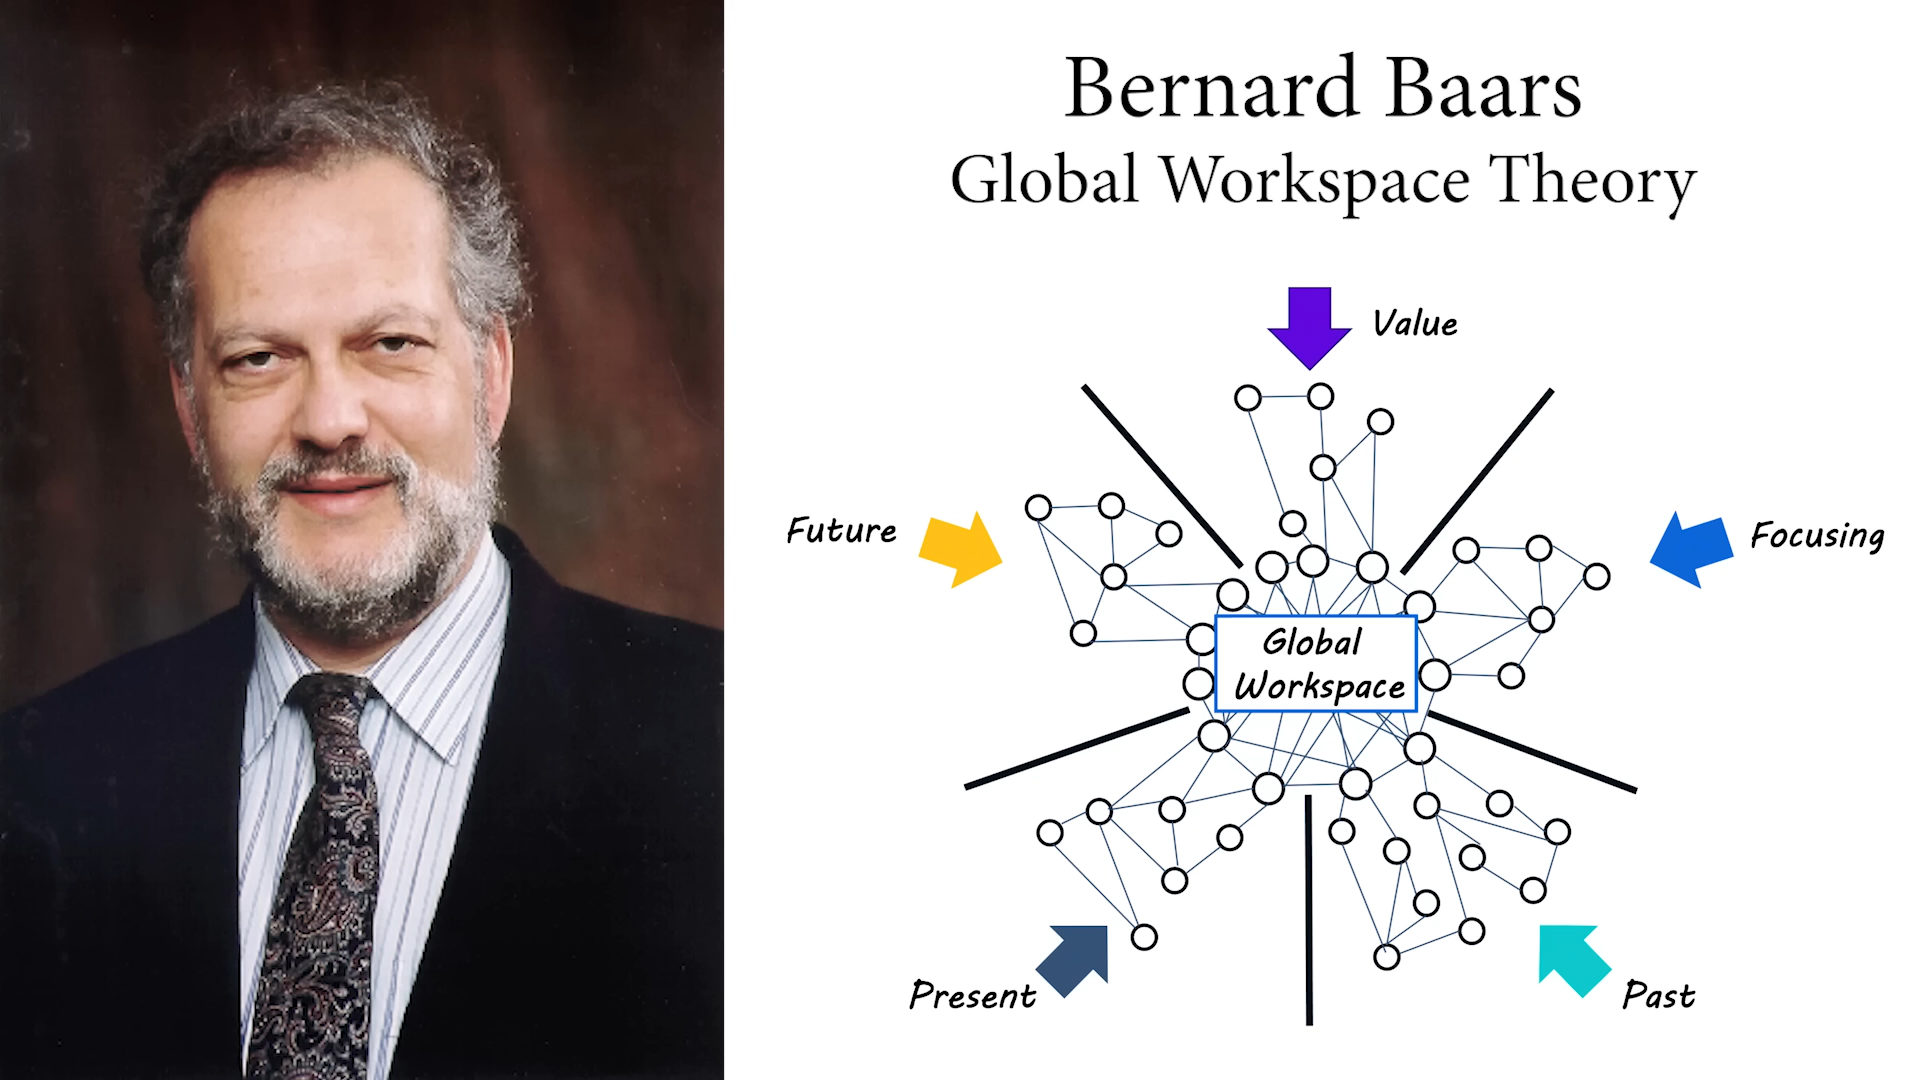 Bernard Baars
Global Workspace Theory
Value
Future
Focusing
Global
Workspace
Present
Past